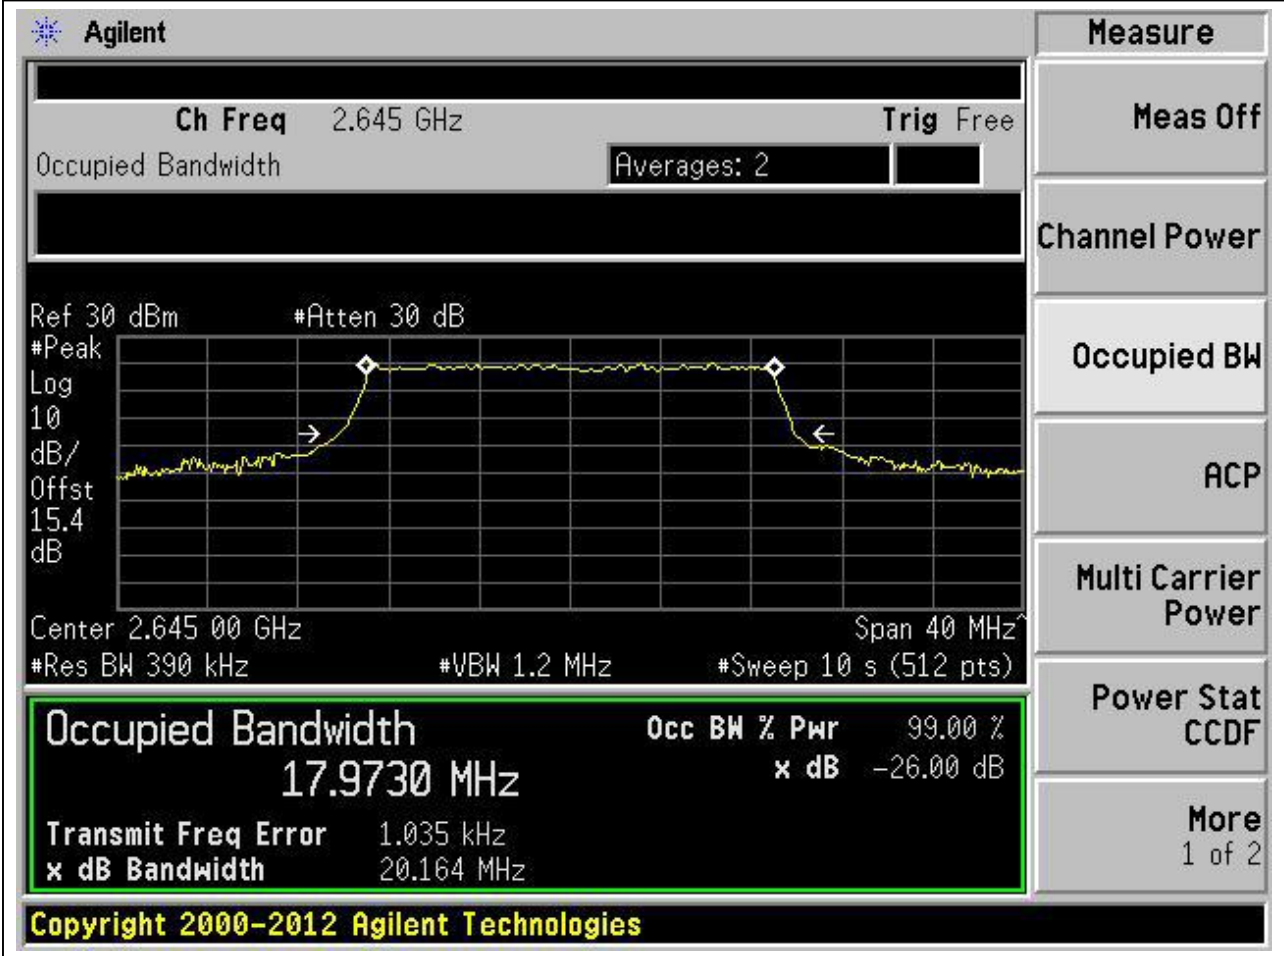 Agilent
Measure
Ch Freq 2.645 GHz Trig Free
Occupied Bandwidth Averages: 2
Ref 30 dBm #Atten 30 dB
#Peak
Log
10
dB/
Offst
15.4
dB
Center 2.645 00 GHz Span 40 MHz^
#Res BW 390 kHz #VBW 1.2 MHz #Sweep 10 s (512 pts)
Occupied Bandwidth
17.9730 MHz
Occ BW % Pwr 99.00 %
x dB -26.00 dB
Transmit Freq Error 1.035 kHz
x dB Bandwidth 20.164 MHz
Copyright 2000-2012 Agilent Technologies
Meas Off
Channel Power
Occupied BW
ACP
Multi Carrier
Power
Power Stat
CCDF
More
1 of 2